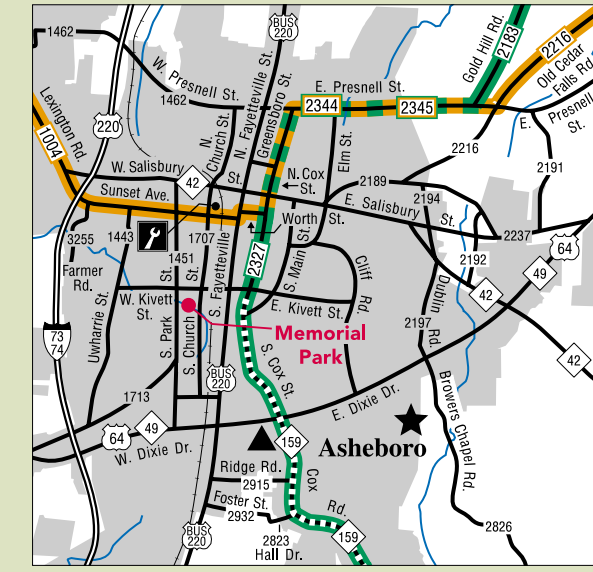 1462
BUS
220
Gold Hill Rd.
2183
2216
Old Cedar
Falls Rd.
W. Presnell St.
1462
N. Fayetteville St.
Greensboro St.
E. Presnell St.
2344
2345
E. Presnell
St.
Lexington Rd.
1004
220
N.
Church St.
Elm St.
2216
2191
W. Salisbury
St.
42
N. Cox
St.
2189
2194
Sunset Ave.
E. Salisbury
St.
Worth
St.
2237
64
3255
1443
1707
1451
2327
S. Main St.
Cliff
Rd.
2192
49
Farmer
Rd.
St.
St.
S. Fayetteville
Dublin
Rd.
42
W. Kivett
St.
E. Kivett St.
2197
Uwharrie St.
S. Park
S. Church
Memorial
Park
73
74
BUS
220
S. Cox St.
42
1713
E. Dixie Dr.
Browers Chapel Rd.
64
49
W. Dixie Dr.
159
Asheboro
Ridge Rd.
2915
Cox
Rd.
Foster St.
2932
2823
Hall Dr.
BUS
220
159
2826